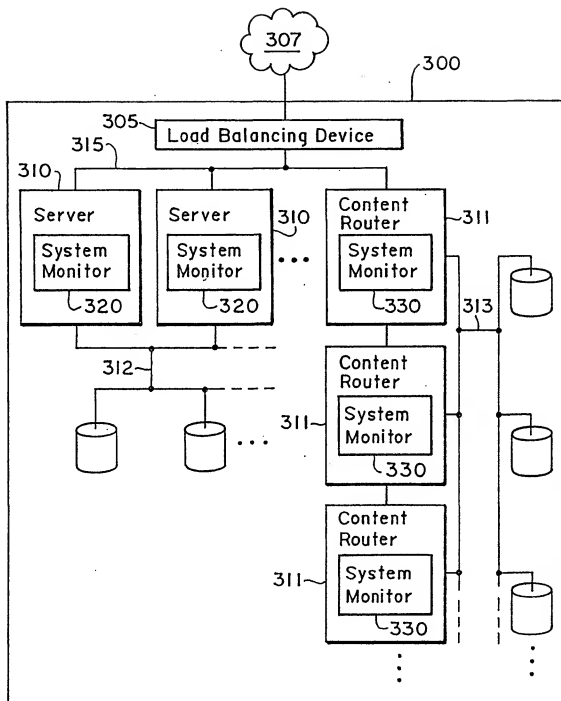 307
300
305
Load Balancing Device
315
310
Server
System
Monitor
320
Server
310
System
Monitor
320
Content
Router
311
System
Monitor
330
313
312
Content
Router
311
System
Monitor
330
Content
Router
311
System
Monitor
330